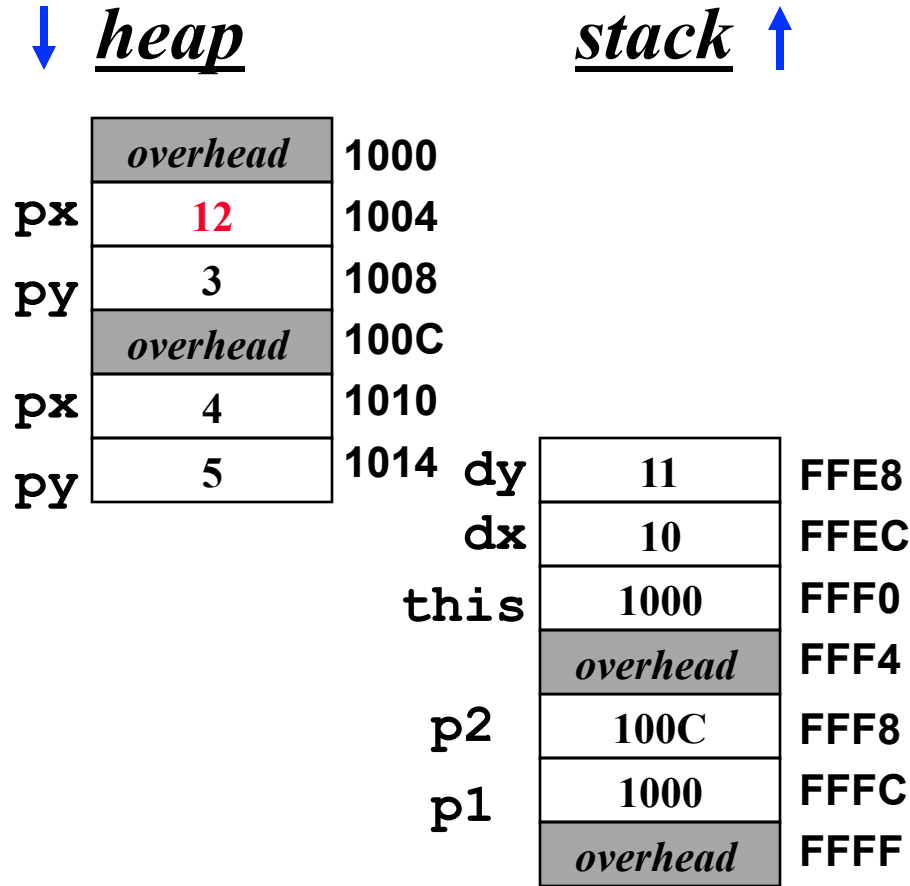 heap stack
overhead 1000
px 12 1004
py 3 1008
overhead 100C
px 4 1010
py 5 1014
dy 11 FFE8
dx 10 FFEC
this 1000 FFF0
overhead FFF4
p2 100C FFF8
p1 1000 FFFC
overhead FFFF